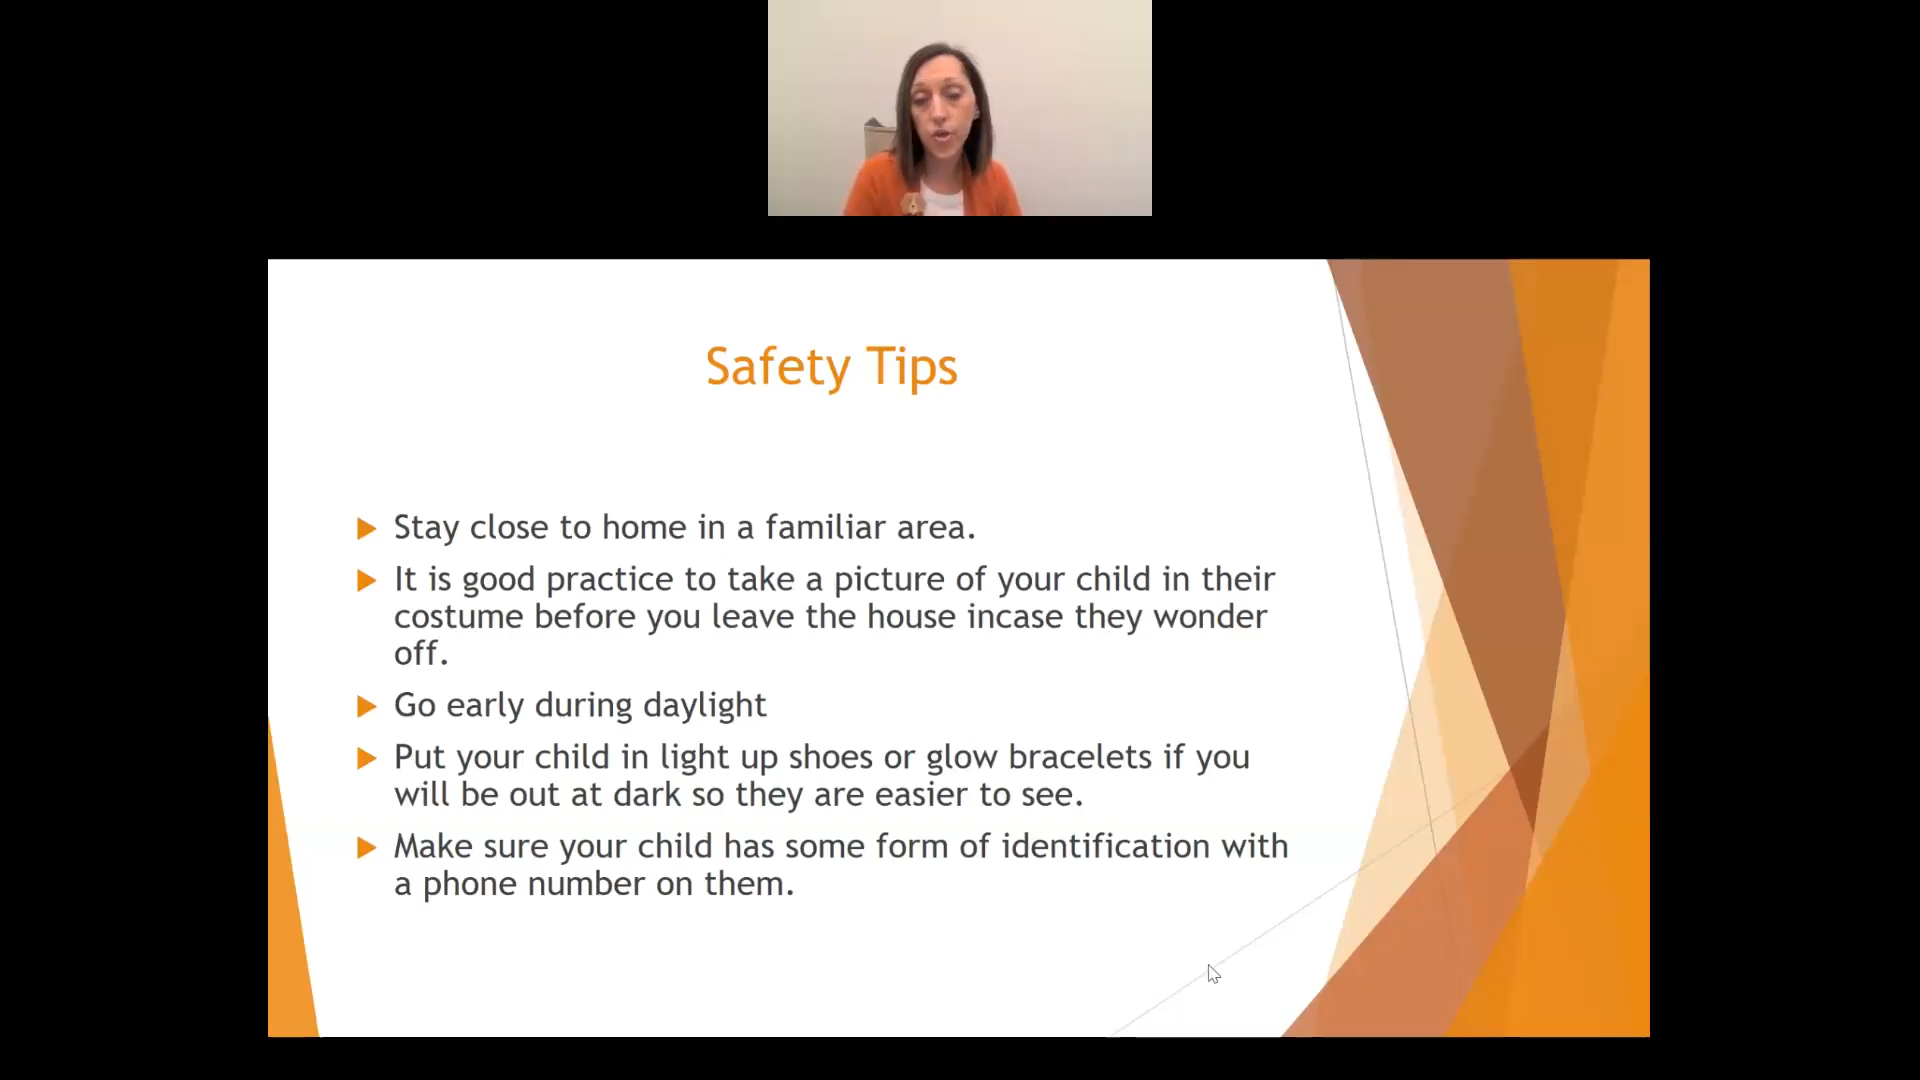 Safety Tips
Stay close to home in a familiar area.
It is good practice to take a picture of your child in their
costume before you leave the house incase they wonder
off.
Go early during daylight
Put your child in light up shoes or glow bracelets if you
will be out at dark so they are easier to see.
Make sure your child has some form of identification with
a phone number on them.